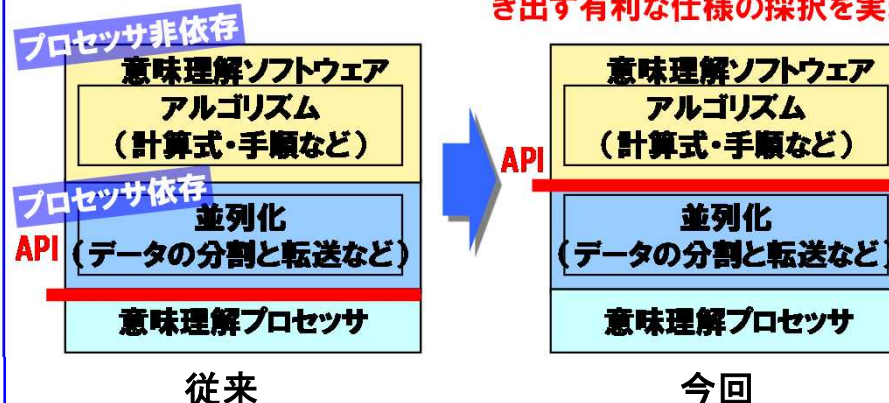 き出す有利な仕様の採択を実
プロセッサ非依存
意味理解ソフトウェア
アルゴリズム
(計算式・手順など)
プロセッサ依存
並列化
API
(データの分割と転送など)
意味理解プロセッサ
従来
意味理解ソフトウェア
アルゴリズム
(計算式・手順など)
API
並列化
(データの分割と転送など)
意味理解プロセッサ
今回